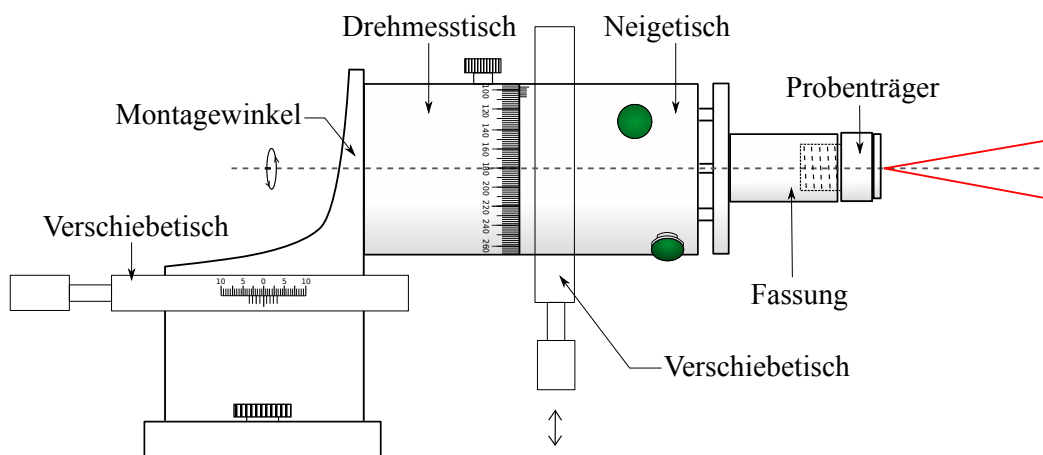 Drehmesstisch
Neigetisch
Probenträger
Montagewinkel
Verschiebetisch
Fassung
Verschiebetisch
100
120
140
160
180
200
220
240
260
10 5 0 5 10